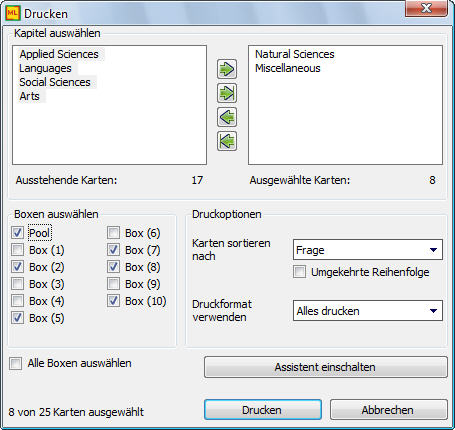 ML Drucken
Kapitel auswählen
Applied Sciences
Languages
Social Sciences
Arts
Natural Sciences
Miscellaneous
Ausstehende Karten: 17
Ausgewählte Karten: 8
Boxen auswählen
Pool
Box (1)
Box (2)
Box (3)
Box (4)
Box (5)
Box (6)
Box (7)
Box (8)
Box (9)
Box (10)
Druckoptionen
Karten sortieren
nach
Frage
Umgekehrte Reihenfolge
Druckformat
verwenden
Alles drucken
Alle Boxen auswählen
Assistent einschalten
8 von 25 Karten ausgewählt
Drucken
Abbrechen